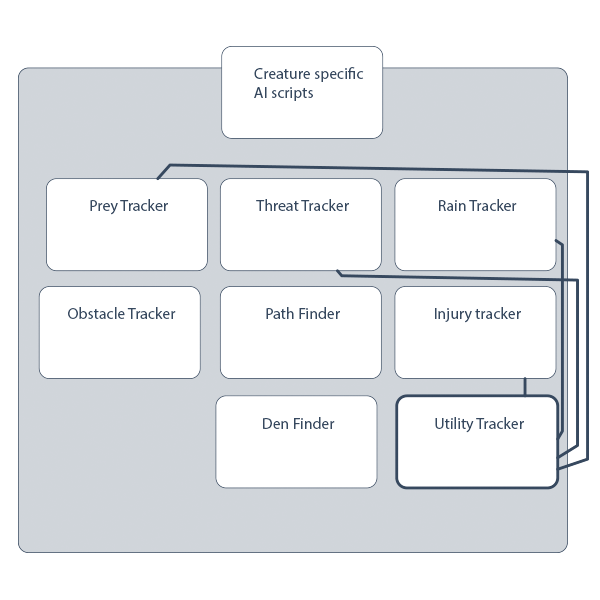 Creature specific
AI scripts
Prey Tracker
Threat Tracker
Rain Tracker
Obstacle Tracker
Path Finder
Injury tracker
Den Finder
Utility Tracker